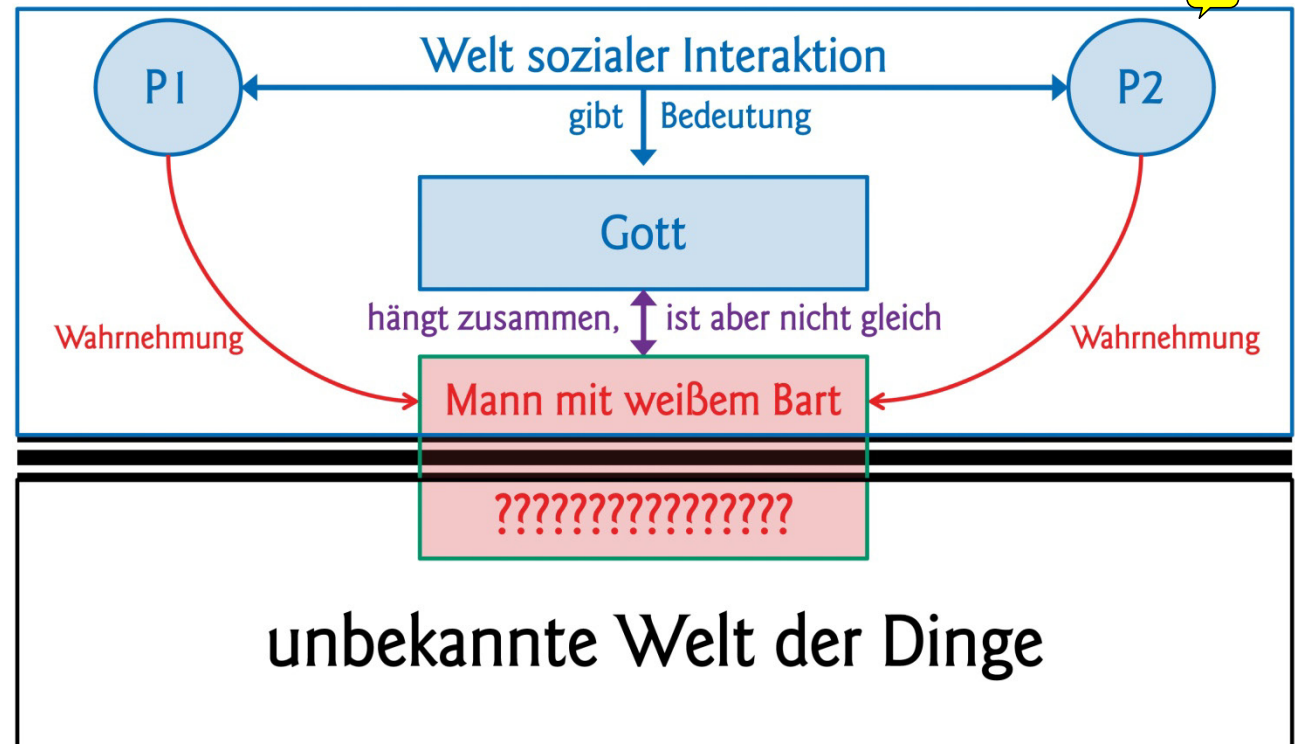 Welt sozialer Interaktion
P1
P2
gibt Bedeutung
Gott
hängt zusammen, ist aber nicht gleich
Wahrnehmung
Wahrnehmung
Mann mit weißem Bart
????????????????
unbekannte Welt der Dinge